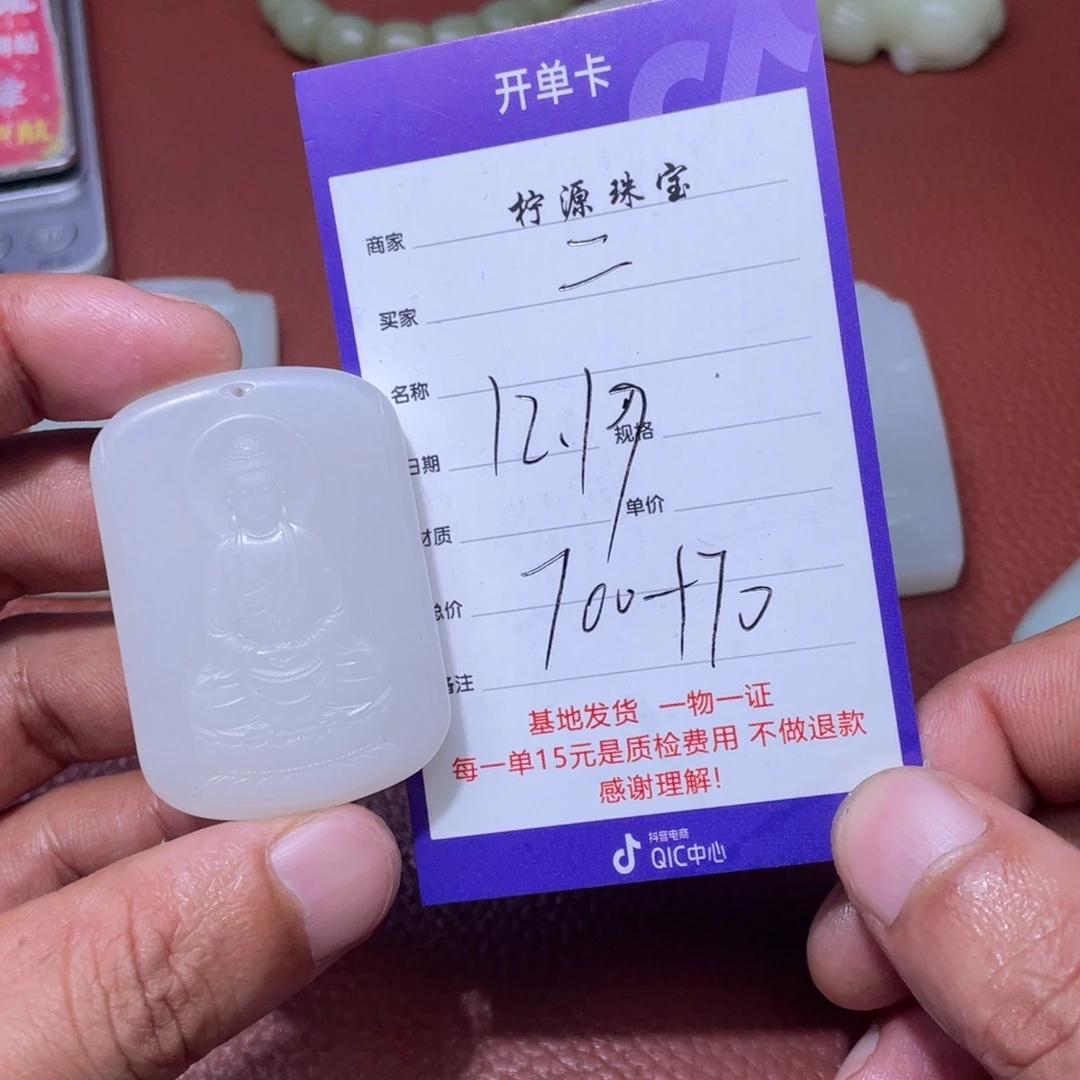 开单卡
柠源珠宝
商家
二
买家
名称
12.19
规格
日期
单价
材质
700+70
总价
备注
基地发货 一物一证
每一单15元是质检费用 不做退款
感谢理解!
抖音电商
QIC中心